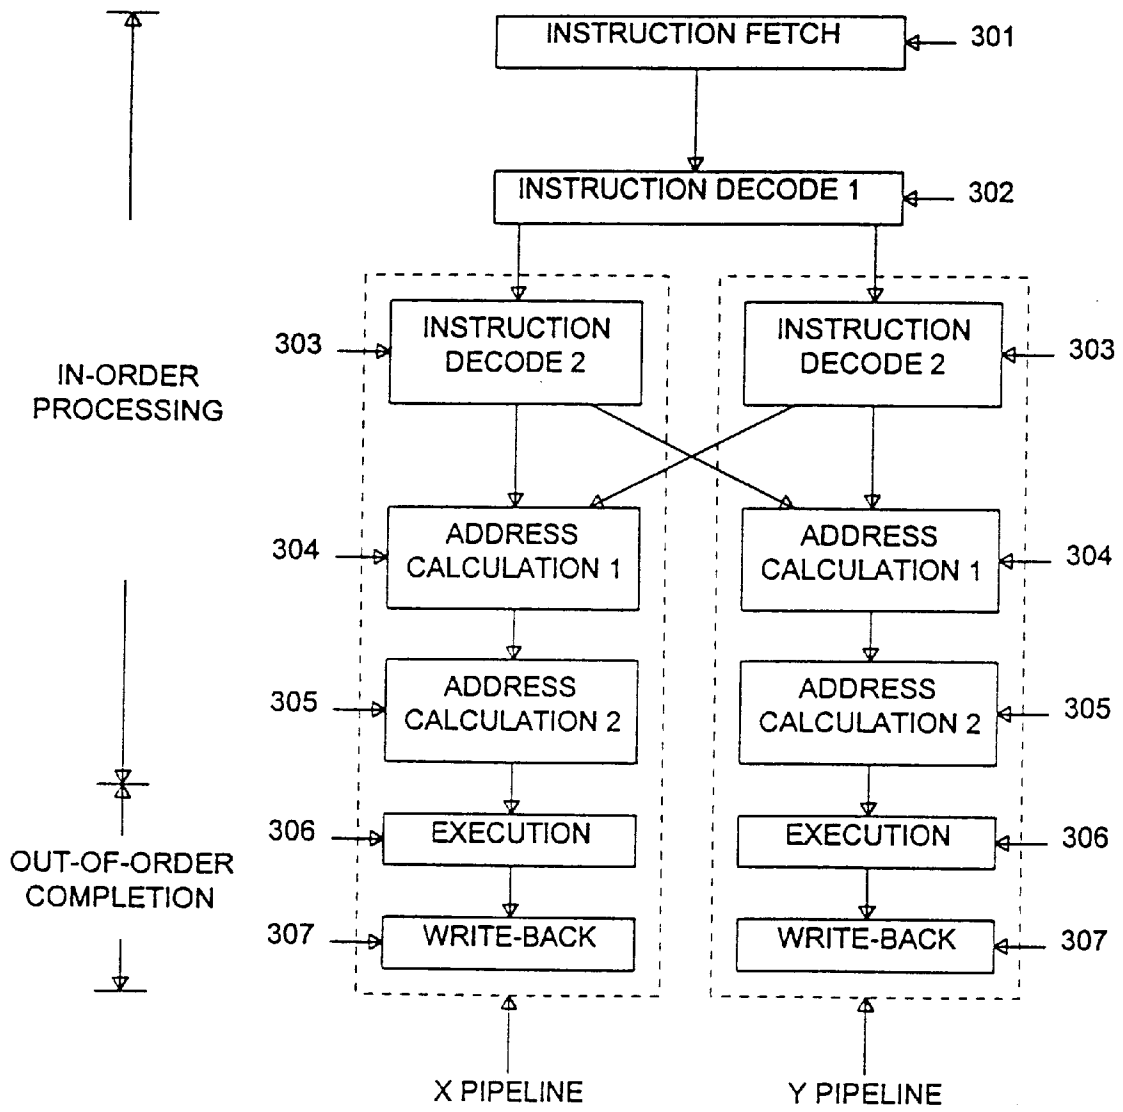 INSTRUCTION FETCH
301
INSTRUCTION DECODE 1
302
303
INSTRUCTION
DECODE 2
INSTRUCTION
DECODE 2
303
IN-ORDER
PROCESSING
304
ADDRESS
CALCULATION 1
ADDRESS
CALCULATION 1
304
305
ADDRESS
CALCULATION 2
ADDRESS
CALCULATION 2
305
306
EXECUTION
EXECUTION
306
OUT-OF-ORDER
COMPLETION
307
WRITE-BACK
WRITE-BACK
307
X PIPELINE
Y PIPELINE